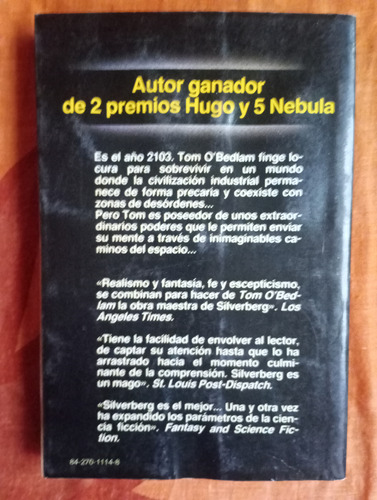 Autor ganador
de 2 premios Hugo y 5 Nebula
Es el año 2103. Tom O'Bedlam finge lo-
cura para sobrevivir en un mundo
donde la civilización industrial perma-
nece de forma precaria y coexiste con
zonas de desórdenes...
Pero Tom es poseedor de unos extraor-
dinarios poderes que le permiten enviar
su mente a través de inimaginables ca-
minos del espacio...
«Realismo y fantasía, fe y escepticismo,
se combinan para hacer de Tom O'Bed-
lam la obra maestra de Silverberg». Los
Angeles Times.
«Tiene la facilidad de envolver al lector,
de captar su atención hasta que lo ha
arrastrado hacia el momento culmi-
nante de la comprensión. Silverberg es
un mago». St. Louis Post-Dispatch.
«Silverberg es el mejor... Una y otra vez
ha expandido los parámetros de la cien-
cia ficción». Fantasy and Science Fic-
tion.
84-270-1114-8